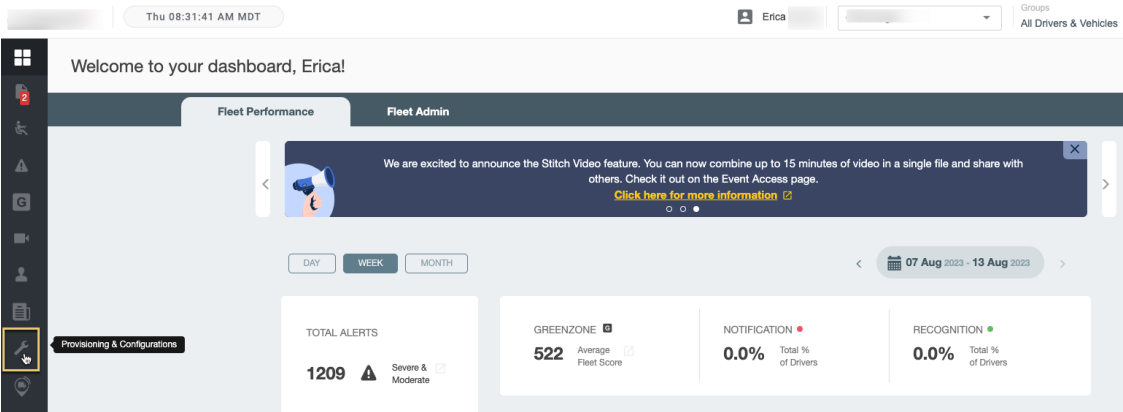 Thu 08:31:41 AM MDT
Erica
Groups
All Drivers & Vehicles
Welcome to your dashboard, Erica!
2
Fleet Performance
Fleet Admin
We are excited to announce the Stitch Video feature. You can now combine up to 15 minutes of video in a single file and share with
others. Check it out on the Event Access page.
Click here for more information
G
DAY
WEEK
MONTH
07 Aug 2023 - 13 Aug 2023
TOTAL ALERTS
1209
Severe &
Moderate
GREENZONE G
522
Average
Fleet Score
NOTIFICATION
0.0%
Total %
of Drivers
RECOGNITION
0.0%
Total %
of Drivers
Provisioning & Configurations